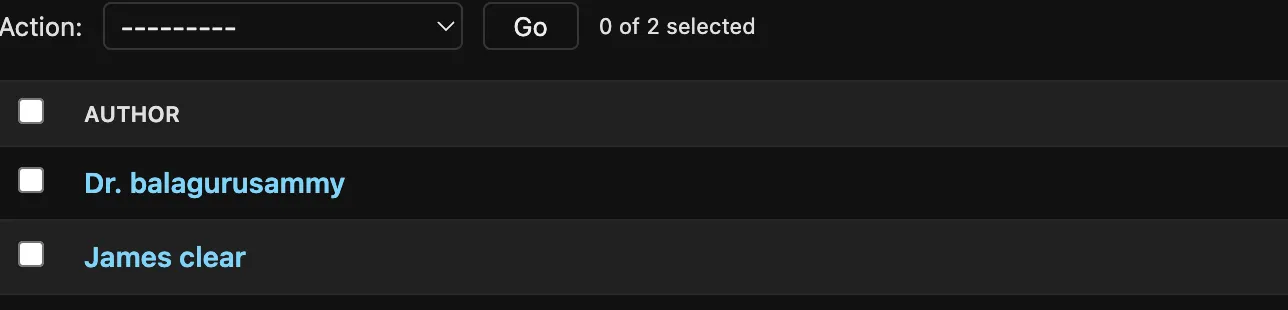 Action: --------- Go 0 of 2 selected
AUTHOR
Dr. balagurusammy
James clear